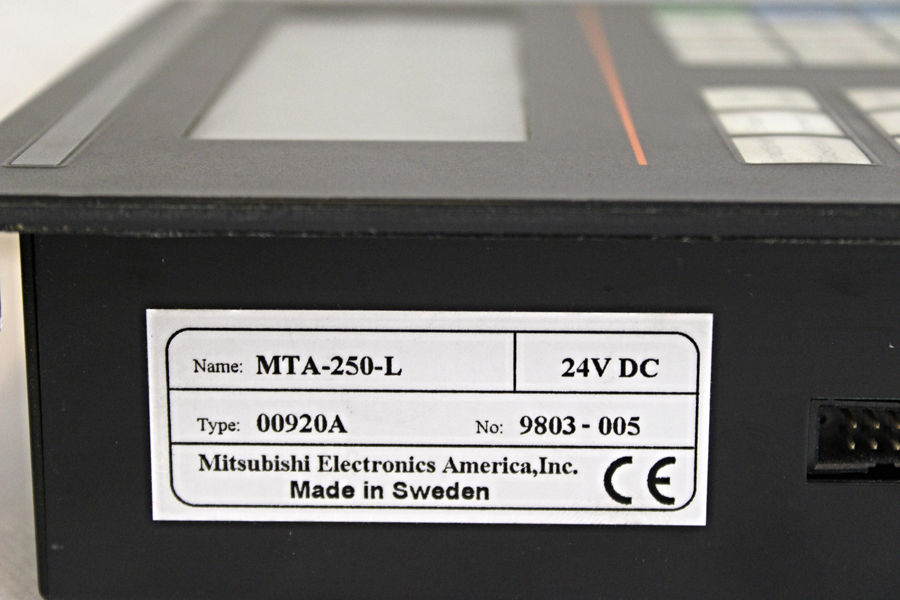 Name: MTA-250-L 24V DC
Type: 00920A No: 9803-005
Mitsubishi Electronics America,Inc.
Made in Sweden
CE